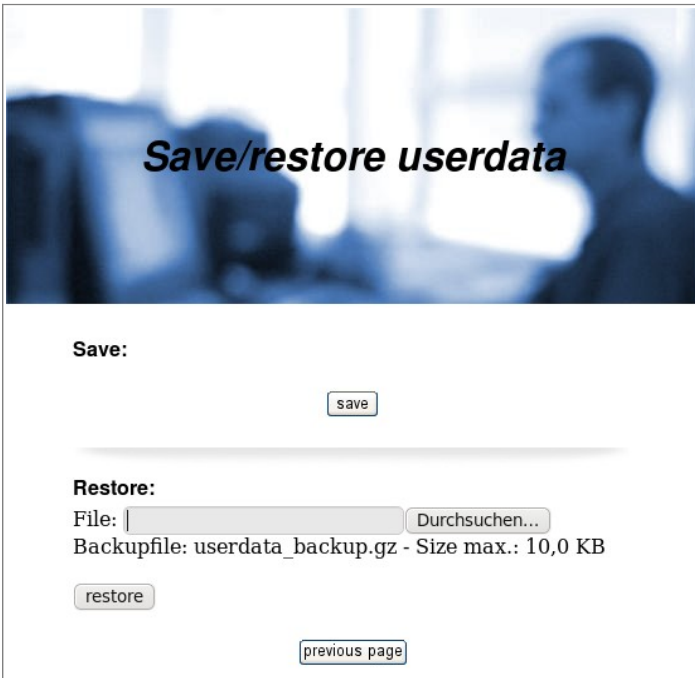 Save/restore userdata
Save:
save
Restore:
File: Durchsuchen...
Backupfile: userdata_backup.gz - Size max.: 10,0 KB
restore
previous page